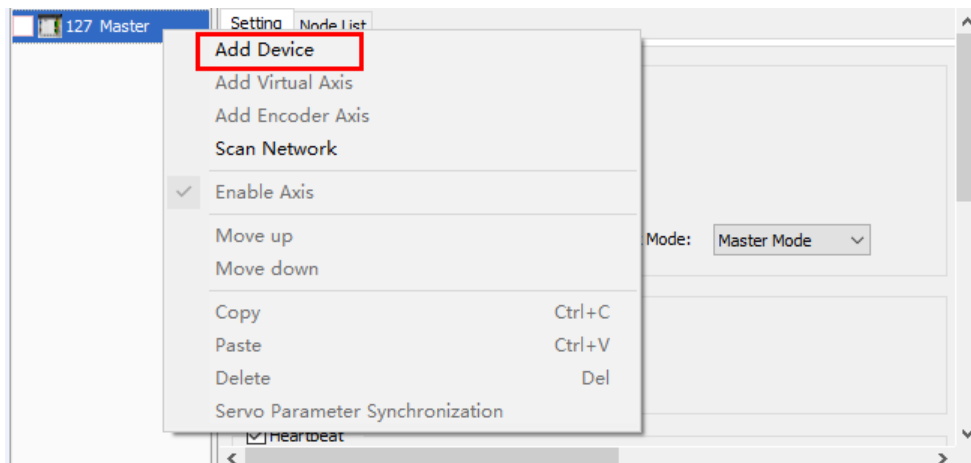 127 Master
Setting Node List
Add Device
Add Virtual Axis
Add Encoder Axis
Scan Network
Enable Axis
Move up
Mode: Master Mode
Move down
Copy Ctrl+C
Paste Ctrl+V
Delete Del
Servo Parameter Synchronization
Heartbeat